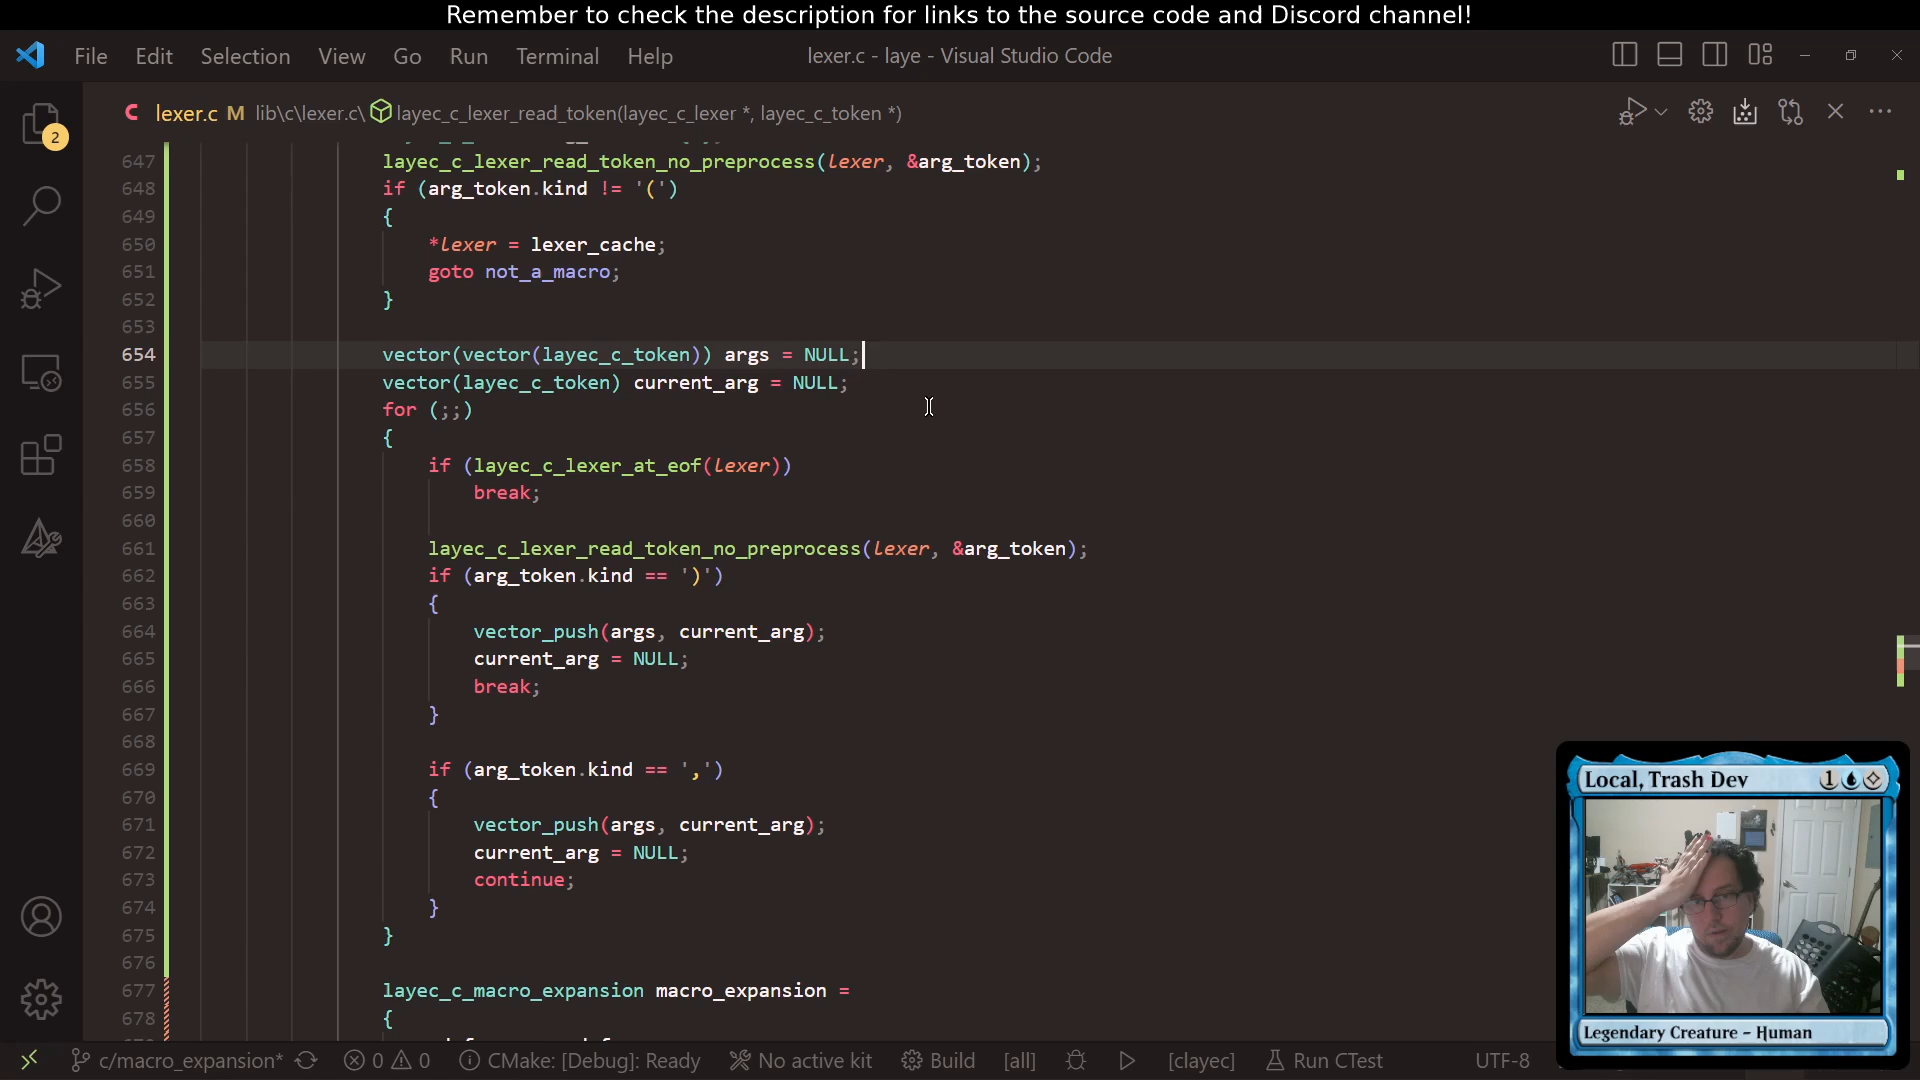 Remember to check the description for links to the source code and Discord channel!
File Edit Selection View Go Run Terminal Help
lexer.c - laye - Visual Studio Code
C lexer.c M lib\c\lexer.c\ layec_c_lexer_read_token(layec_c_lexer *, layec_c_token *)
2
647 layec_c_lexer_read_token_no_preprocess(lexer, &arg_token);
648 if (arg_token.kind != '(')
649 {
650 *lexer = lexer_cache;
651 goto not_a_macro;
652 }
653
654 vector(vector(layec_c_token)) args = NULL;
655 vector(layec_c_token) current_arg = NULL;
656 for (;;)
657 {
658 if (layec_c_lexer_at_eof(lexer))
659 break;
660
661 layec_c_lexer_read_token_no_preprocess(lexer, &arg_token);
662 if (arg_token.kind == ')')
663 {
664 vector_push(args, current_arg);
665 current_arg = NULL;
666 break;
667 }
668
669 if (arg_token.kind == ',')
670 {
671 vector_push(args, current_arg);
672 current_arg = NULL;
673 continue;
674 }
675 }
676
677 layec_c_macro_expansion macro_expansion =
678 {
Local, Trash Dev 1
Legendary Creature – Human
c/macro_expansion* 0 0 CMake: [Debug]: Ready No active kit Build [all] [clayec] Run CTest UTF-8